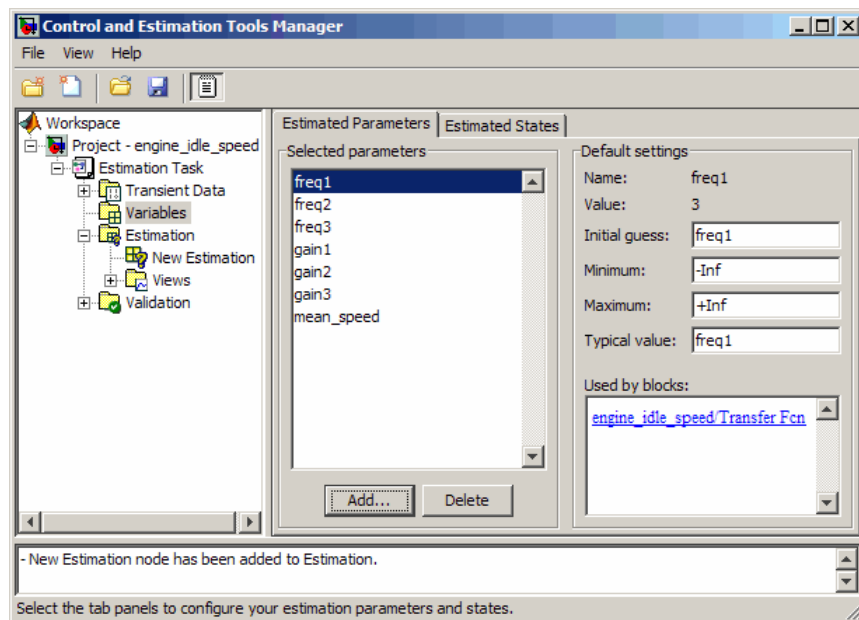 Control and Estimation Tools Manager
File View Help
Workspace
Project - engine_idle_speed
Estimation Task
Transient Data
Variables
Estimation
New Estimation
Views
Validation
Estimated Parameters
Estimated States
Selected parameters
freq1
freq2
freq3
gain1
gain2
gain3
mean_speed
Add...
Delete
Default settings
Name: freq1
Value: 3
Initial guess: freq1
Minimum: -Inf
Maximum: +Inf
Typical value: freq1
Used by blocks:
engine_idle_speed/Transfer Fcn
- New Estimation node has been added to Estimation.
Select the tab panels to configure your estimation parameters and states.